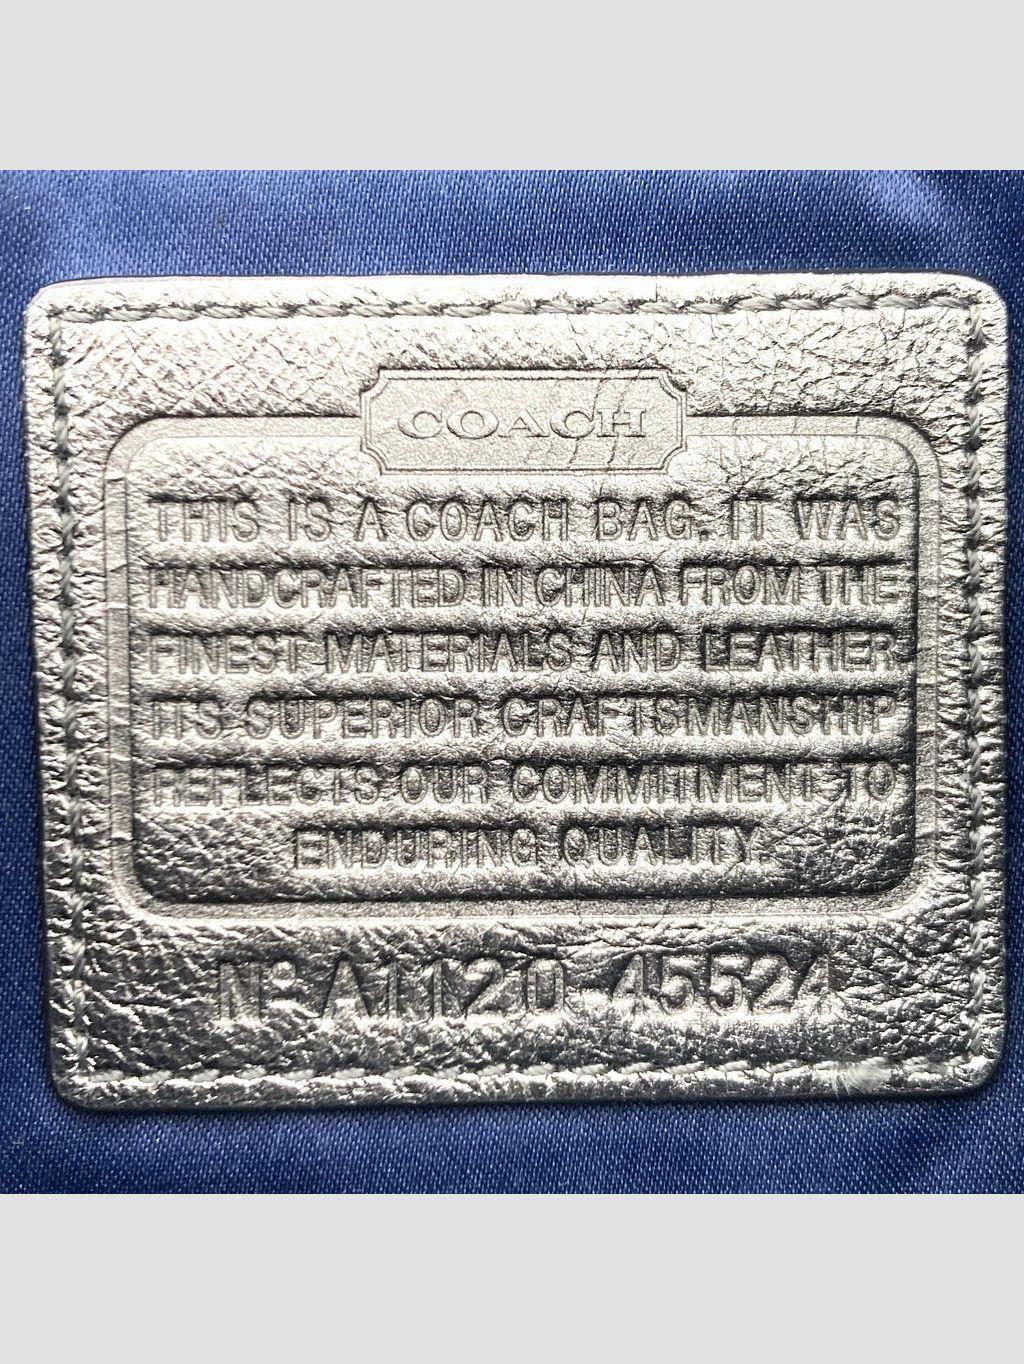 COACH
THIS IS A COACH BAG. IT WAS
HANDCRAFTED IN CHINA FROM THE
FINEST MATERIALS AND LEATHER
ITS SUPERIOR CRAFTSMANSHIP
REFLECTS OUR COMMITMENT TO
ENDURING QUALITY.
Nº A1120-45524